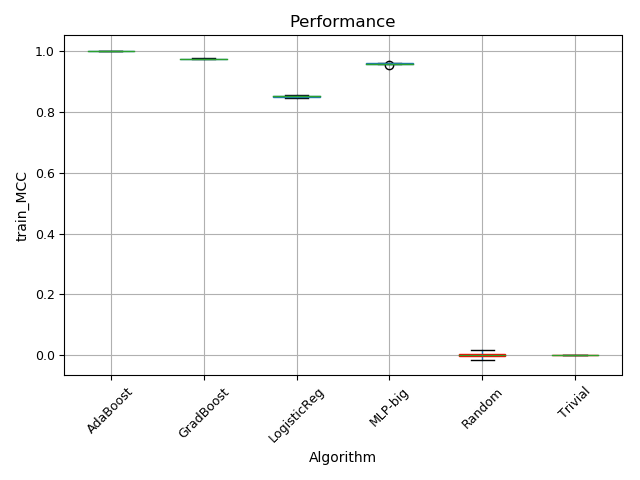 Performance
train_MCC
1.0
0.8
0.6
0.4
0.2
0.0
AdaBoost
GradBoost
LogisticReg
MLP-big
Random
Trivial
Algorithm